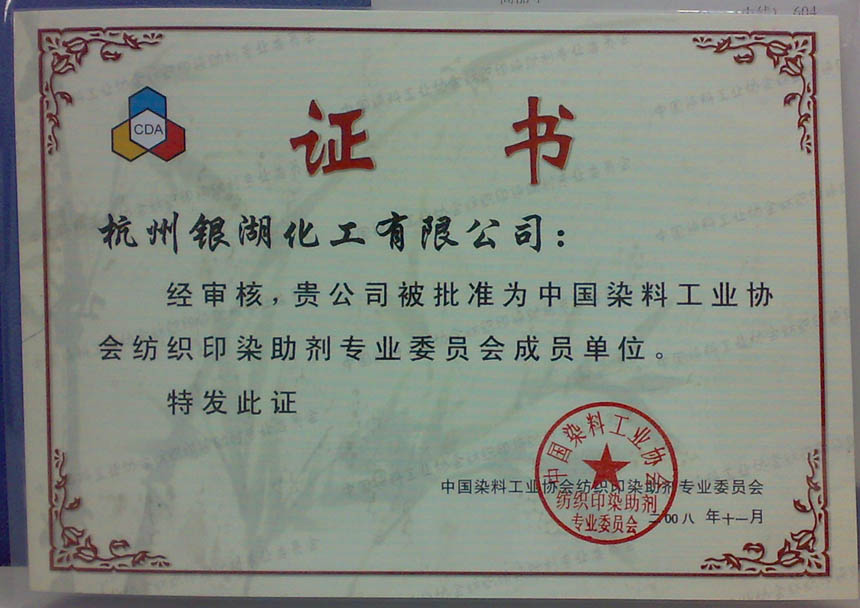 604
CDA
证 书
杭州银湖化工有限公司：
经审核，贵公司被批准为中国染料工业协
会纺织印染助剂专业委员会成员单位。
特发此证
中国染料工业协会纺织印染助剂专业委员会
二00八 年十一月
中国染料工业协会
纺织印染助剂
专业委员会